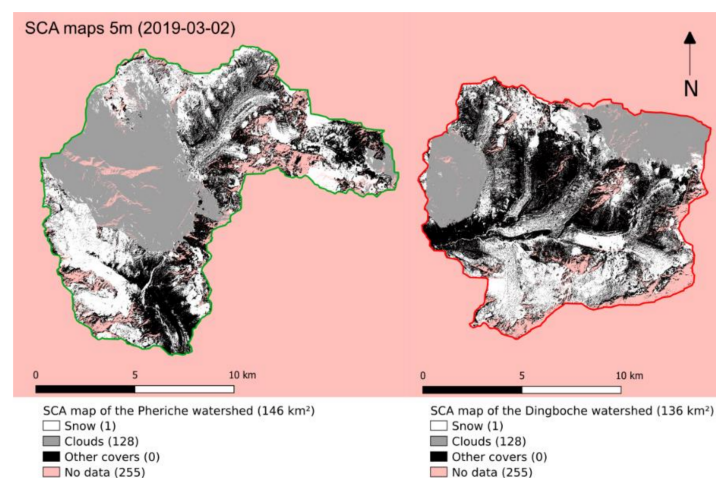 SCA maps 5m (2019-03-02)
N
0 5 10 km
0 5 10 km
SCA map of the Pheriche watershed (146 km²)
Snow (1)
Clouds (128)
Other covers (0)
No data (255)
SCA map of the Dingboche watershed (136 km²)
Snow (1)
Clouds (128)
Other covers (0)
No data (255)